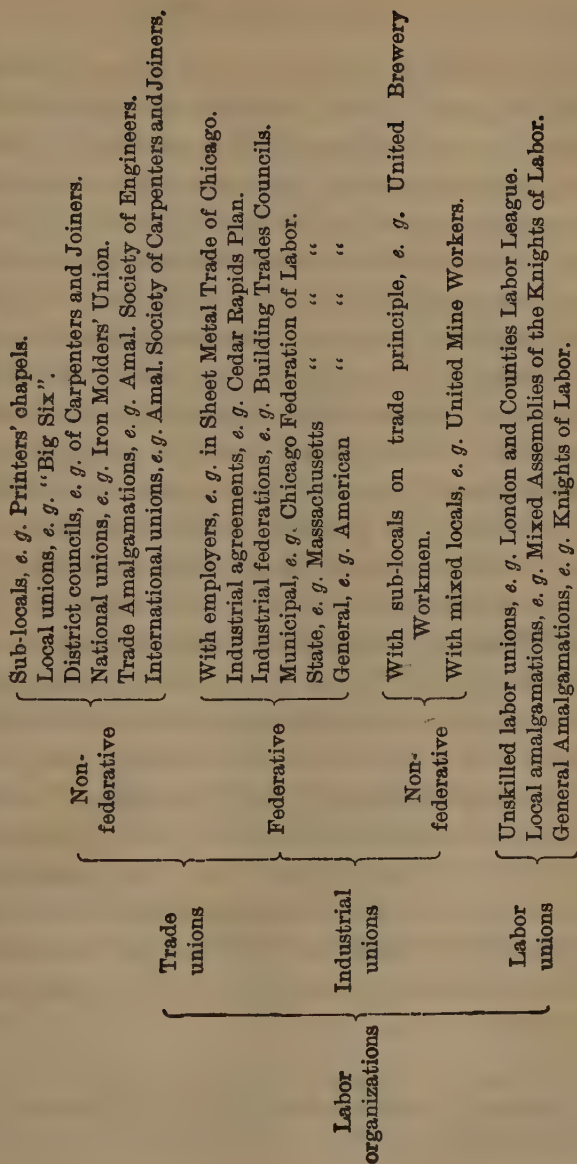 Labor
organizations
Trade
unions
Non-
federative
Sub-locals, e. g. Printers' chapels.
Local unions, e. g. "Big Six".
District councils, e. g. of Carpenters and Joiners.
National unions, e. g. Iron Molders' Union.
Trade Amalgamations, e. g. Amal. Society of Engineers.
International unions, e. g. Amal. Society of Carpenters and Joiners.
Federative
With employers, e. g. in Sheet Metal Trade of Chicago.
Industrial agreements, e. g. Cedar Rapids Plan.
Industrial federations, e. g. Building Trades Councils.
Municipal, e. g. Chicago Federation of Labor.
State, e. g. Massachusetts " " "
General, e. g. American " " "
Industrial
unions
Non-
federative
With sub-locals on trade principle, e. g. United Brewery
Workmen.
With mixed locals, e. g. United Mine Workers.
Labor
unions
Unskilled labor unions, e. g. London and Counties Labor League.
Local amalgamations, e. g. Mixed Assemblies of the Knights of Labor.
General Amalgamations, e. g. Knights of Labor.